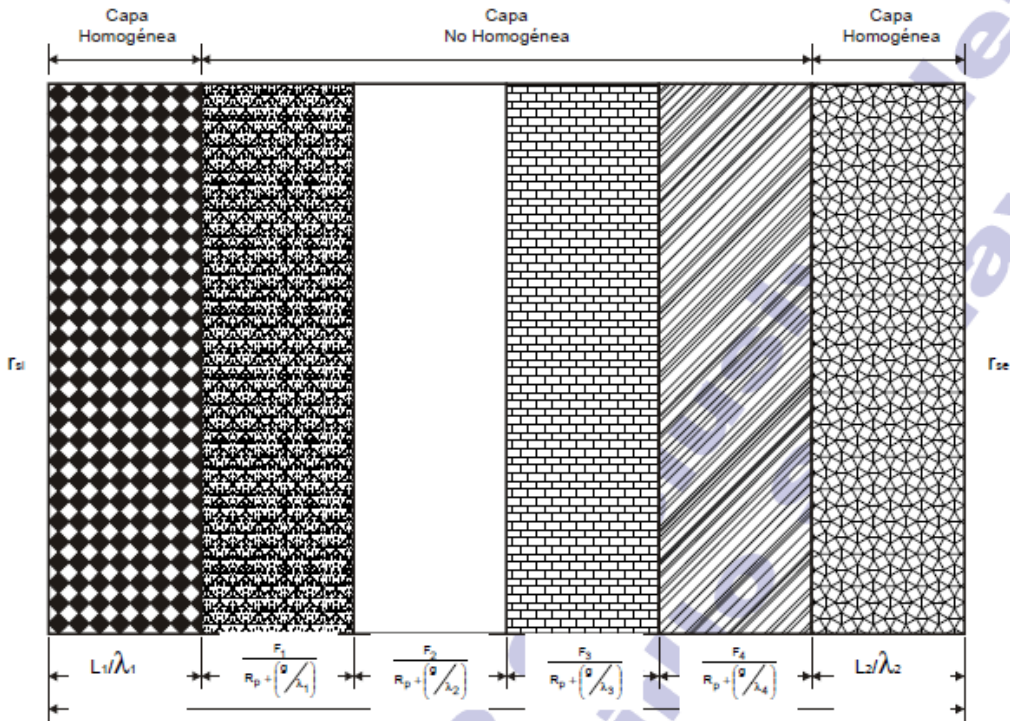 Capa
Homogénea
Capa
No Homogénea
Capa
Homogénea
rsi
rse
L₁/λ₁
F₁/(Rp + (g/λ₁))
F₂/(Rp + (g/λ₂))
F₃/(Rp + (g/λ₃))
F₄/(Rp + (g/λ₄))
L₂/λ₂